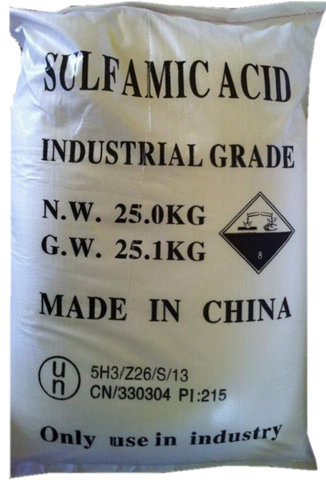 SULFAMIC ACID
INDUSTRIAL GRADE
N.W. 25.0KG
G.W. 25.1KG
8
MADE IN CHINA
un
5H3/Z26/S/13
CN/330304 PI:215
Only use in industry